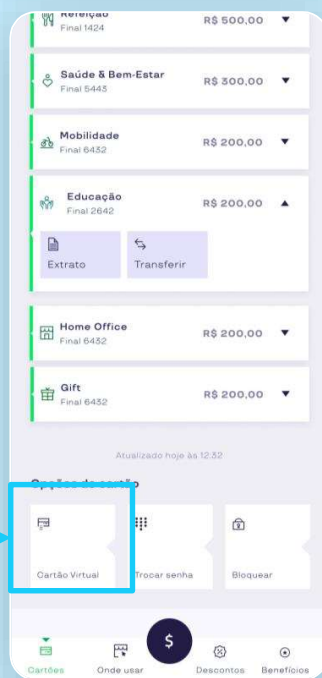 Refeição
Final 1424
R$ 500,00
Saúde & Bem-Estar
Final 5443
R$ 300,00
Mobilidade
Final 6432
R$ 200,00
Educação
Final 2642
R$ 200,00
Extrato
Transferir
Home Office
Final 6432
R$ 200,00
Gift
Final 6432
R$ 200,00
Atualizado hoje às 12:32
Opções do cartão
Cartão Virtual
Trocar senha
Bloquear
$
Cartões
Onde usar
Descontos
Benefícios